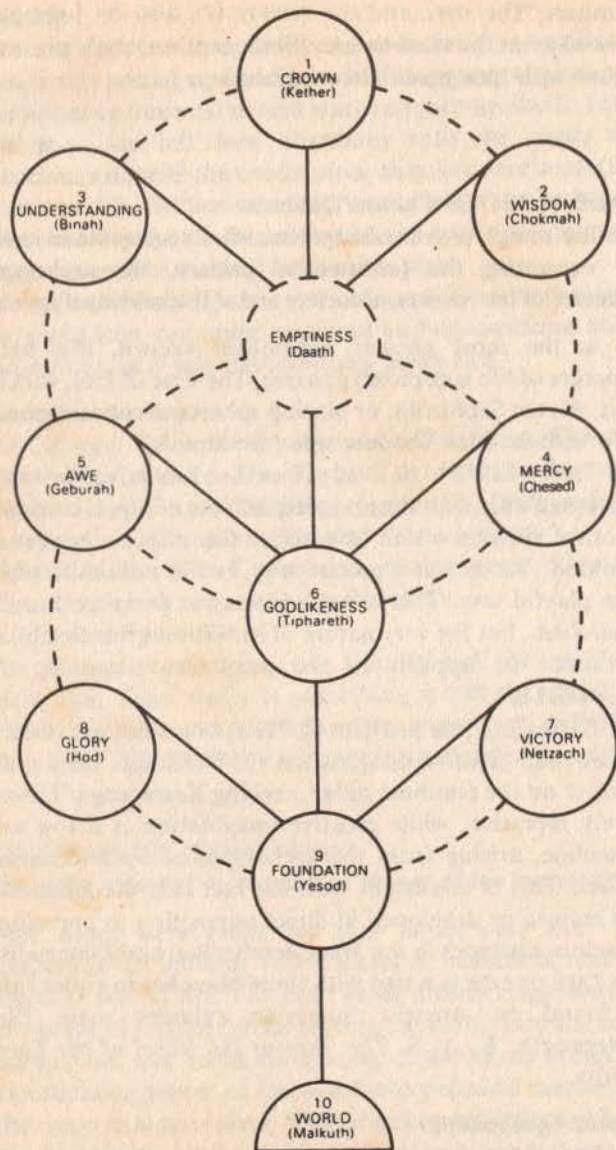 1
CROWN
(Kether)
3
UNDERSTANDING
(Binah)
2
WISDOM
(Chokmah)
EMPTINESS
(Daath)
5
AWE
(Geburah)
4
MERCY
(Chesed)
6
GODLIKENESS
(Tiphareth)
8
GLORY
(Hod)
7
VICTORY
(Netzach)
9
FOUNDATION
(Yesod)
10
WORLD
(Malkuth)